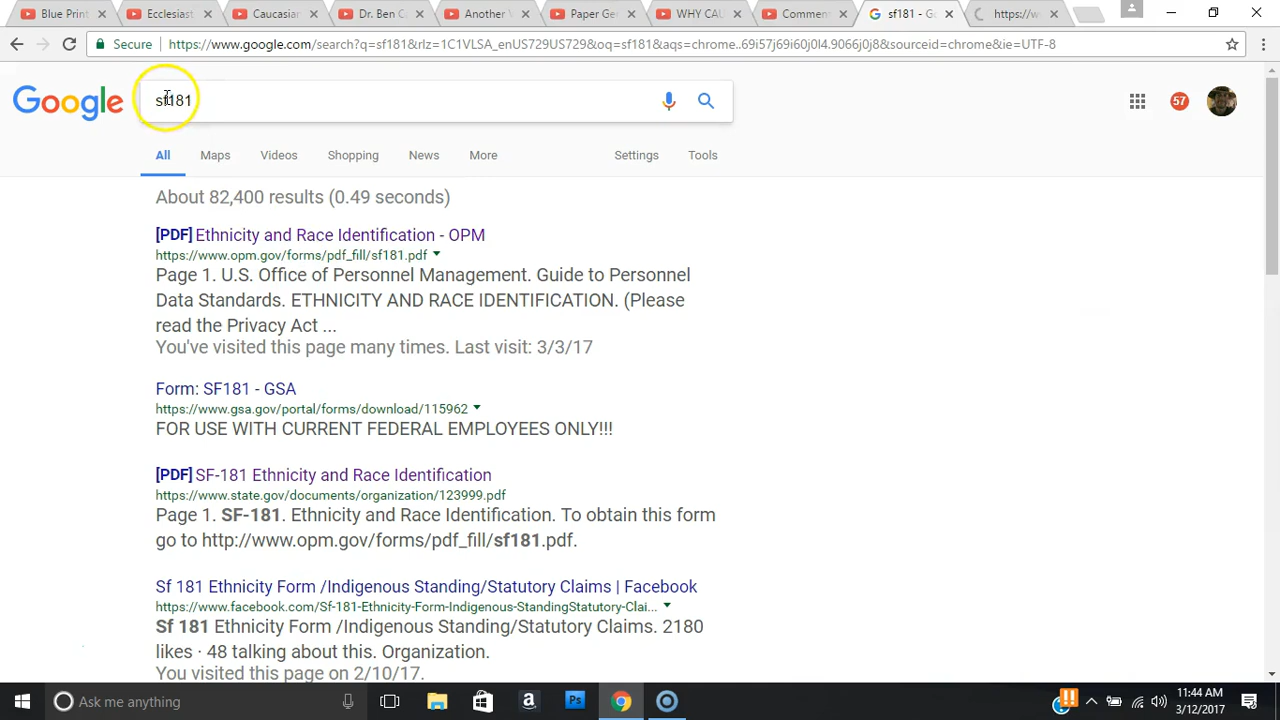 Blue Print
Ecclesiast
Caucasian
Dr. Ben C
Another V
Paper Ge
WHY CAU
Comment
sf181 - Go
https://w
Secure
https://www.google.com/search?q=sf181&rlz=1C1VLSA_enUS729US729&oq=sf181&aqs=chrome..69i57j69i60j0l4.9066j0j8&sourceid=chrome&ie=UTF-8
Google
sf181
57
All
Maps
Videos
Shopping
News
More
Settings
Tools
About 82,400 results (0.49 seconds)
[PDF] Ethnicity and Race Identification - OPM
https://www.opm.gov/forms/pdf_fill/sf181.pdf
Page 1. U.S. Office of Personnel Management. Guide to Personnel
Data Standards. ETHNICITY AND RACE IDENTIFICATION. (Please
read the Privacy Act ...
You've visited this page many times. Last visit: 3/3/17
Form: SF181 - GSA
https://www.gsa.gov/portal/forms/download/115962
FOR USE WITH CURRENT FEDERAL EMPLOYEES ONLY!!!
[PDF] SF-181 Ethnicity and Race Identification
https://www.state.gov/documents/organization/123999.pdf
Page 1. SF-181. Ethnicity and Race Identification. To obtain this form
go to http://www.opm.gov/forms/pdf_fill/sf181.pdf.
Sf 181 Ethnicity Form /Indigenous Standing/Statutory Claims | Facebook
https://www.facebook.com/Sf-181-Ethnicity-Form-Indigenous-StandingStatutory-Clai...
Sf 181 Ethnicity Form /Indigenous Standing/Statutory Claims. 2180
likes · 48 talking about this. Organization.
You visited this page on 2/10/17.
Ask me anything
a
Ps
11:44 AM
3/12/2017